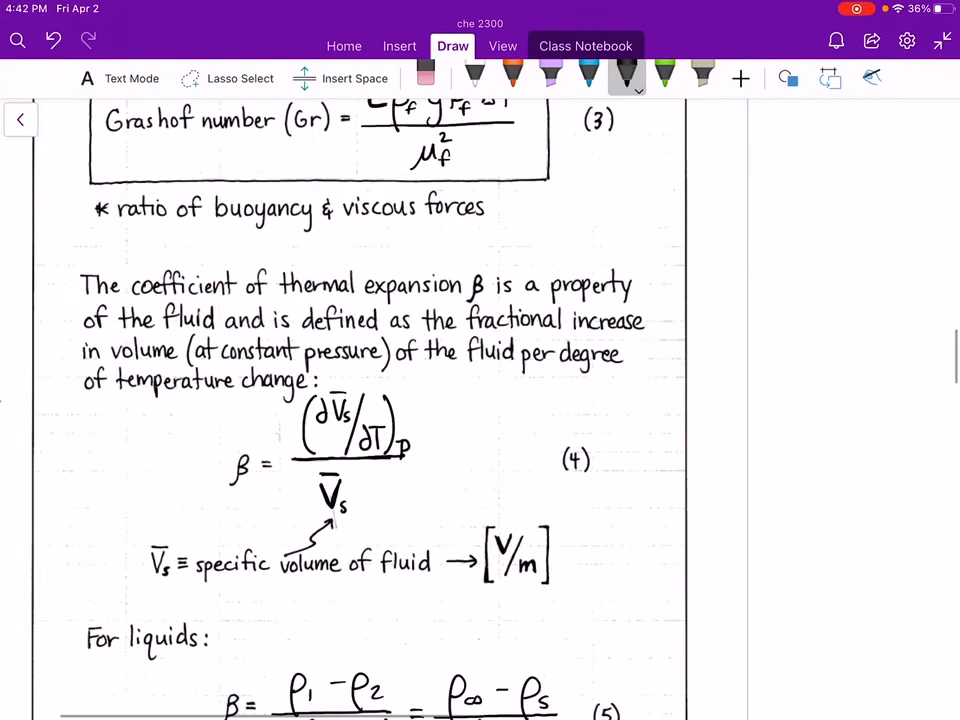 4:42 PM Fri Apr 2
36%
che 2300
Home Insert Draw View Class Notebook
A Text Mode Lasso Select Insert Space
Grashof number (Gr) =
(3)
μf²
* ratio of buoyancy & viscous forces
The coefficient of thermal expansion β is a property
of the fluid and is defined as the fractional increase
in volume (at constant pressure) of the fluid per degree
of temperature change:
β = (∂V̄s/∂T)P / V̄s (4)
V̄s ≡ specific volume of fluid → [V/m]
For liquids:
β = ρ1 - ρ2 = ρ∞ - ρs (5)